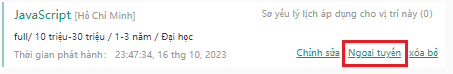 JavaScript [Hồ Chí Minh] Sơ yếu lý lịch áp dụng cho vị trí này (0)
full/ 10 triệu-30 triệu / 1-3 năm / Đại học
Thời gian phát hành： 23:47:34, 16 thg 10, 2023 Chỉnh sửa Ngoại tuyến xóa bỏ